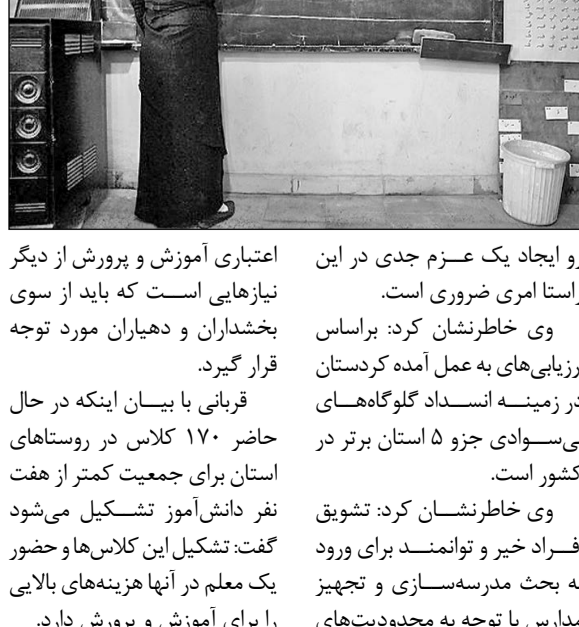 رو ایجاد یک عزم جدی در این
راستا امری ضروری است.
وی خاطرنشان کرد: براساس
رزیابی‌های به عمل آمده کردستان
در زمینه انسداد گلوگاه‌های
ی‌سوادی جزو ۵ استان برتر در
کشور است.
وی خاطرنشان کرد: تشویق
فراد خیر و توانمند برای ورود
ه بحث مدرسه‌سازی و تجهیز
مدارس با توجه به محدودیت‌های
اعتباری آموزش و پرورش از دیگر
نیازهایی است که باید از سوی
بخشداران و دهیاران مورد توجه
قرار گیرد.
قربانی با بیان اینکه در حال
حاضر ۱۷۰ کلاس در روستاهای
استان برای جمعیت کمتر از هفت
نفر دانش‌آموز تشکیل می‌شود
گفت: تشکیل این کلاس‌ها و حضور
یک معلم در آنها هزینه‌های بالایی
را برای آموزش و پرورش دارد.